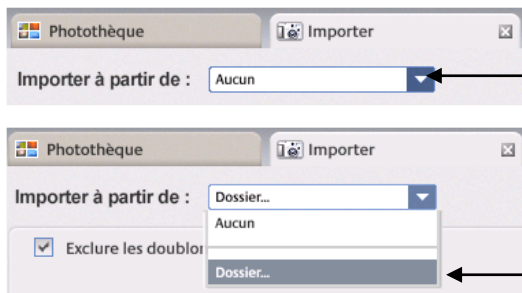 Photothèque Importer
Importer à partir de : Aucun
Photothèque Importer
Importer à partir de : Dossier...
Aucun
Exclure les doublon
Dossier...